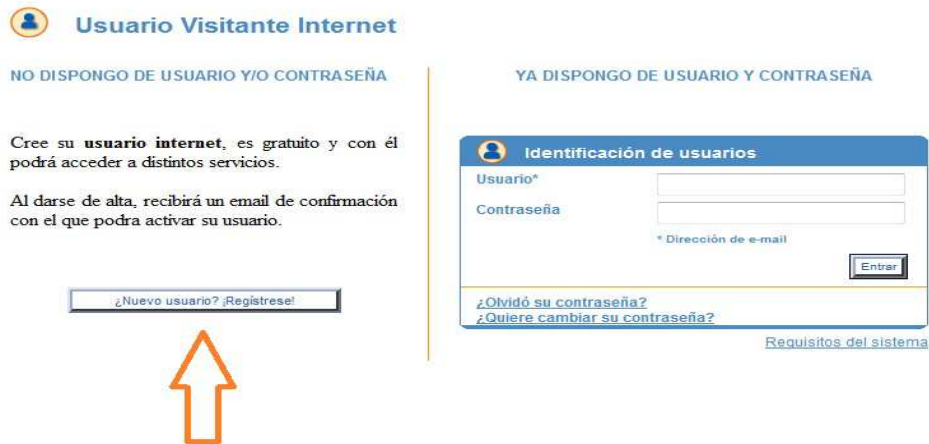 Usuario Visitante Internet
NO DISPONGO DE USUARIO Y/O CONTRASEÑA
Cree su usuario internet, es gratuito y con él
podrá acceder a distintos servicios.
Al darse de alta, recibirá un email de confirmación
con el que podra activar su usuario.
¿Nuevo usuario? ¡Regístrese!
YA DISPONGO DE USUARIO Y CONTRASEÑA
Identificación de usuarios
Usuario*
Contraseña
* Dirección de e-mail
Entrar
¿Olvidó su contraseña?
¿Quiere cambiar su contraseña?
Requisitos del sistema